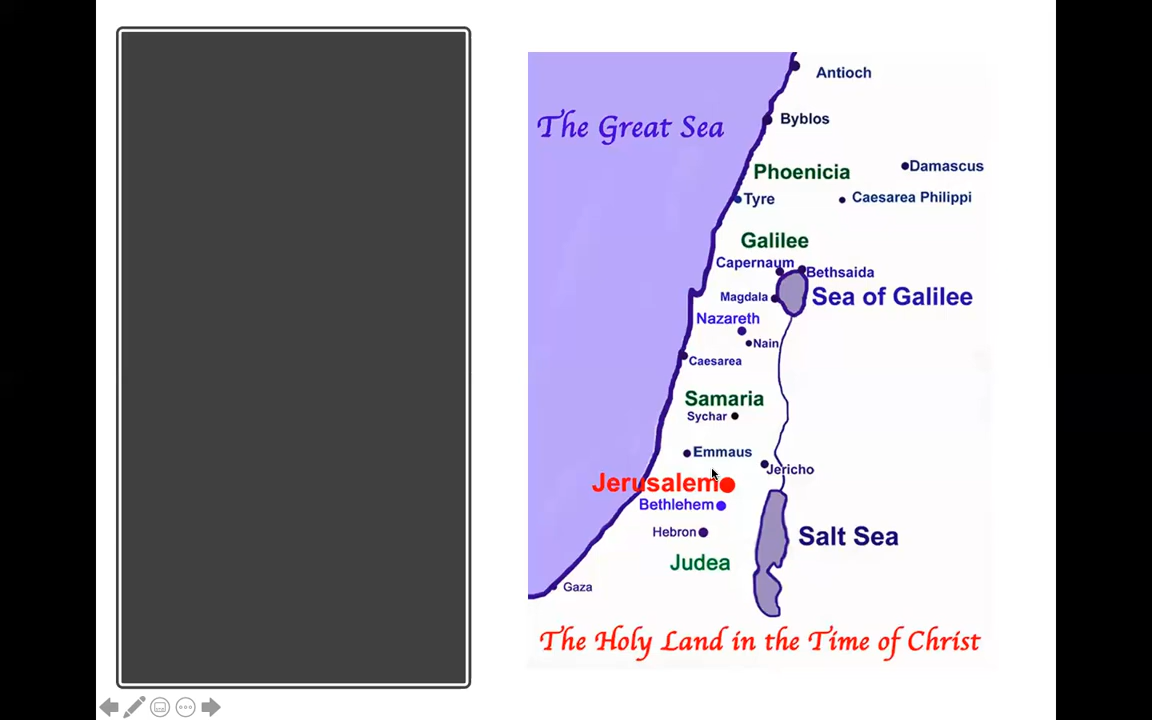 Antioch
The Great Sea
Byblos
Phoenicia
Damascus
Tyre
Caesarea Philippi
Galilee
Capernaum
Bethsaida
Magdala
Sea of Galilee
Nazareth
Nain
Caesarea
Samaria
Sychar
Emmaus
Jericho
Jerusalem
Bethlehem
Hebron
Salt Sea
Judea
Gaza
The Holy Land in the Time of Christ